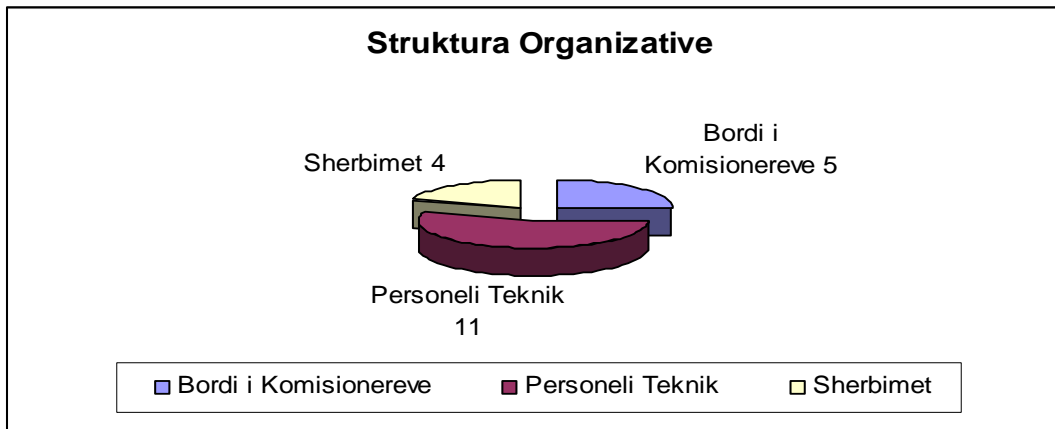 Struktura Organizative
Bordi i
Komisionereve 5
Sherbimet 4
Personeli Teknik
11
Bordi i Komisionereve
Personeli Teknik
Sherbimet